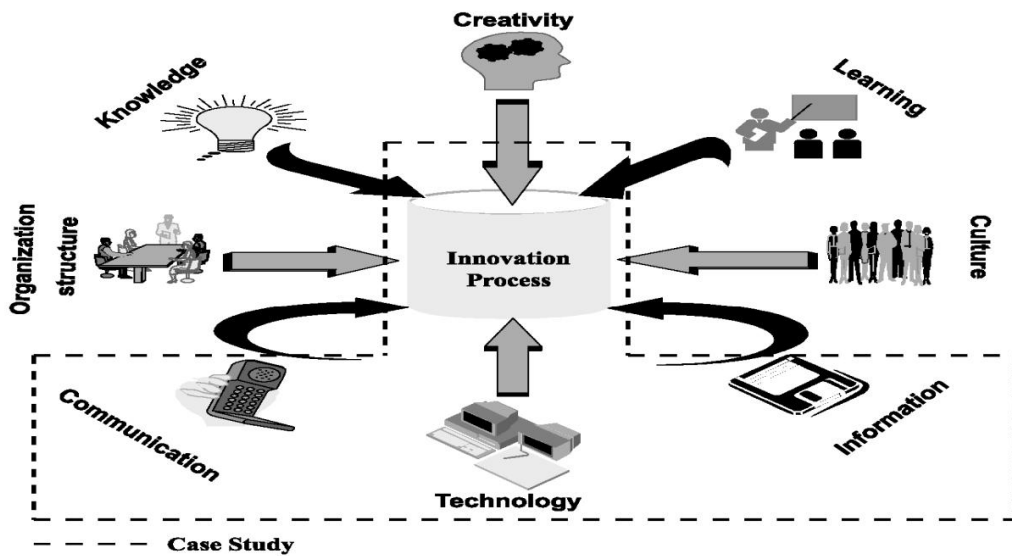 Creativity
Knowledge
Learning
Organization
structure
Innovation
Process
Culture
Communication
Technology
Information
Case Study